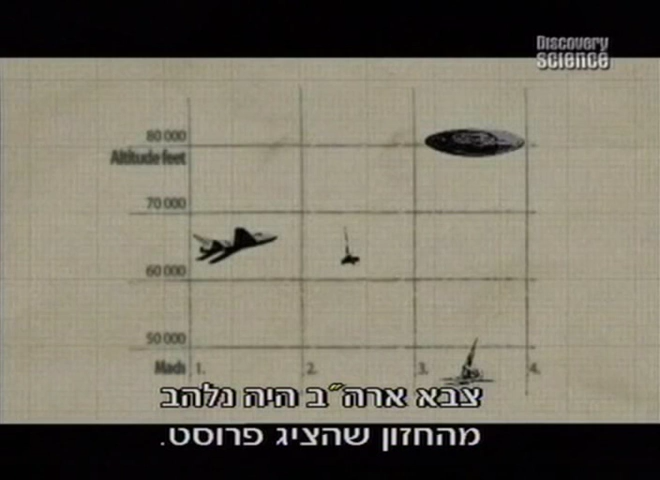 Discovery
SCIENCE
80 000
Altitude feet
70 000
60 000
50 000
Mach 1. 2. 3. 4.
צבא ארה"ב היה נלהב
מהחזון שהציג פרוסט.